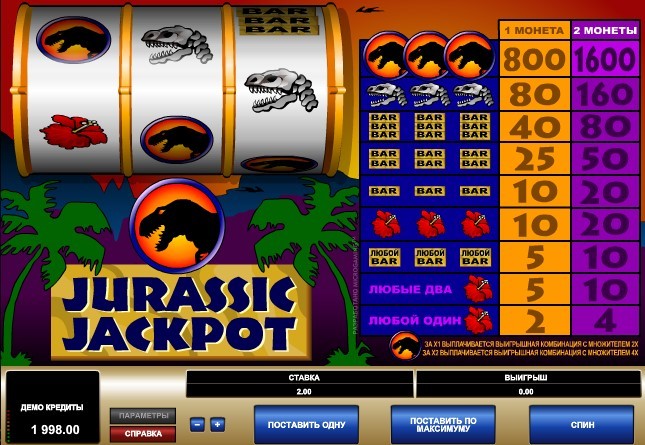 BAR
BAR
BAR
1 МОНЕТА 2 МОНЕТЫ
800 1600
80 160
BAR BAR BAR
BAR BAR BAR
BAR BAR BAR
40 80
BAR BAR BAR
BAR BAR BAR
25 50
BAR BAR BAR
10 20
10 20
ЛЮБОЙ ЛЮБОЙ ЛЮБОЙ
BAR BAR BAR
5 10
ЛЮБЫЕ ДВА 5 10
ЛЮБОЙ ОДИН 2 4
ЗА X1 ВЫПЛАЧИВАЕТСЯ ВЫИГРЫШНАЯ КОМБИНАЦИЯ С МНОЖИТЕЛЕМ 2X
ЗА X2 ВЫПЛАЧИВАЕТСЯ ВЫИГРЫШНАЯ КОМБИНАЦИЯ С МНОЖИТЕЛЕМ 4X
JURASSIC
JACKPOT
СТАВКА
2.00
ВЫИГРЫШ
0.00
ДЕМО КРЕДИТЫ
1 998.00
ПАРАМЕТРЫ
СПРАВКА
- +
ПОСТАВИТЬ ОДНУ
ПОСТАВИТЬ ПО
МАКСИМУМУ
СПИН